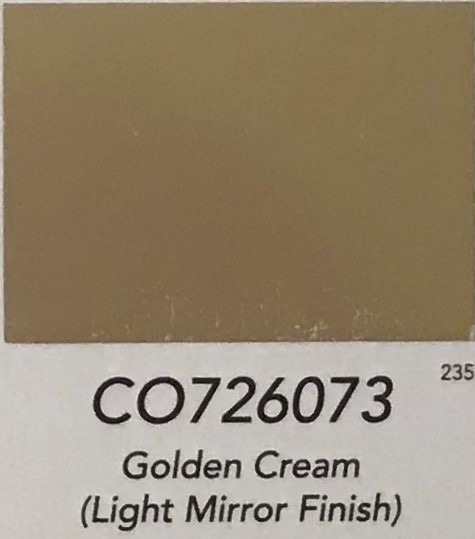 235
CO726073
Golden Cream
(Light Mirror Finish)